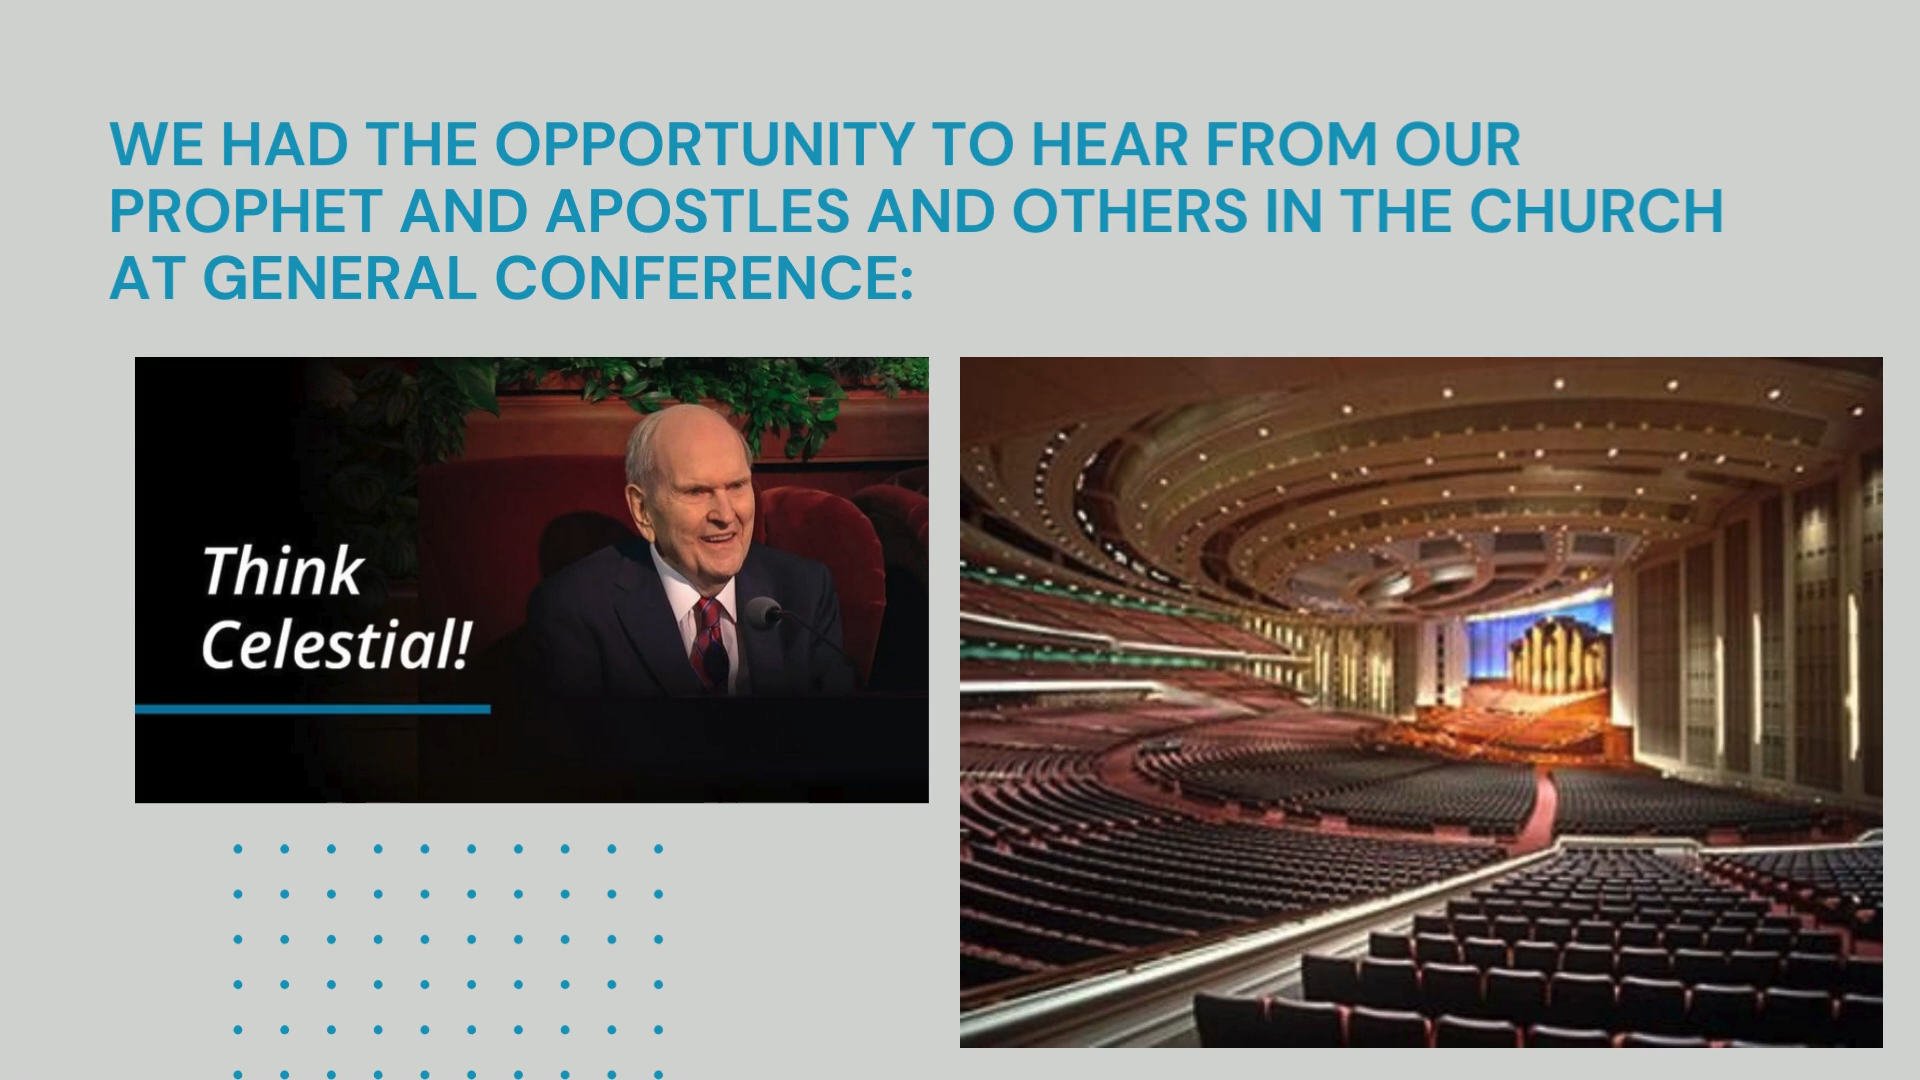 WE HAD THE OPPORTUNITY TO HEAR FROM OUR
PROPHET AND APOSTLES AND OTHERS IN THE CHURCH
AT GENERAL CONFERENCE:
Think
Celestial!